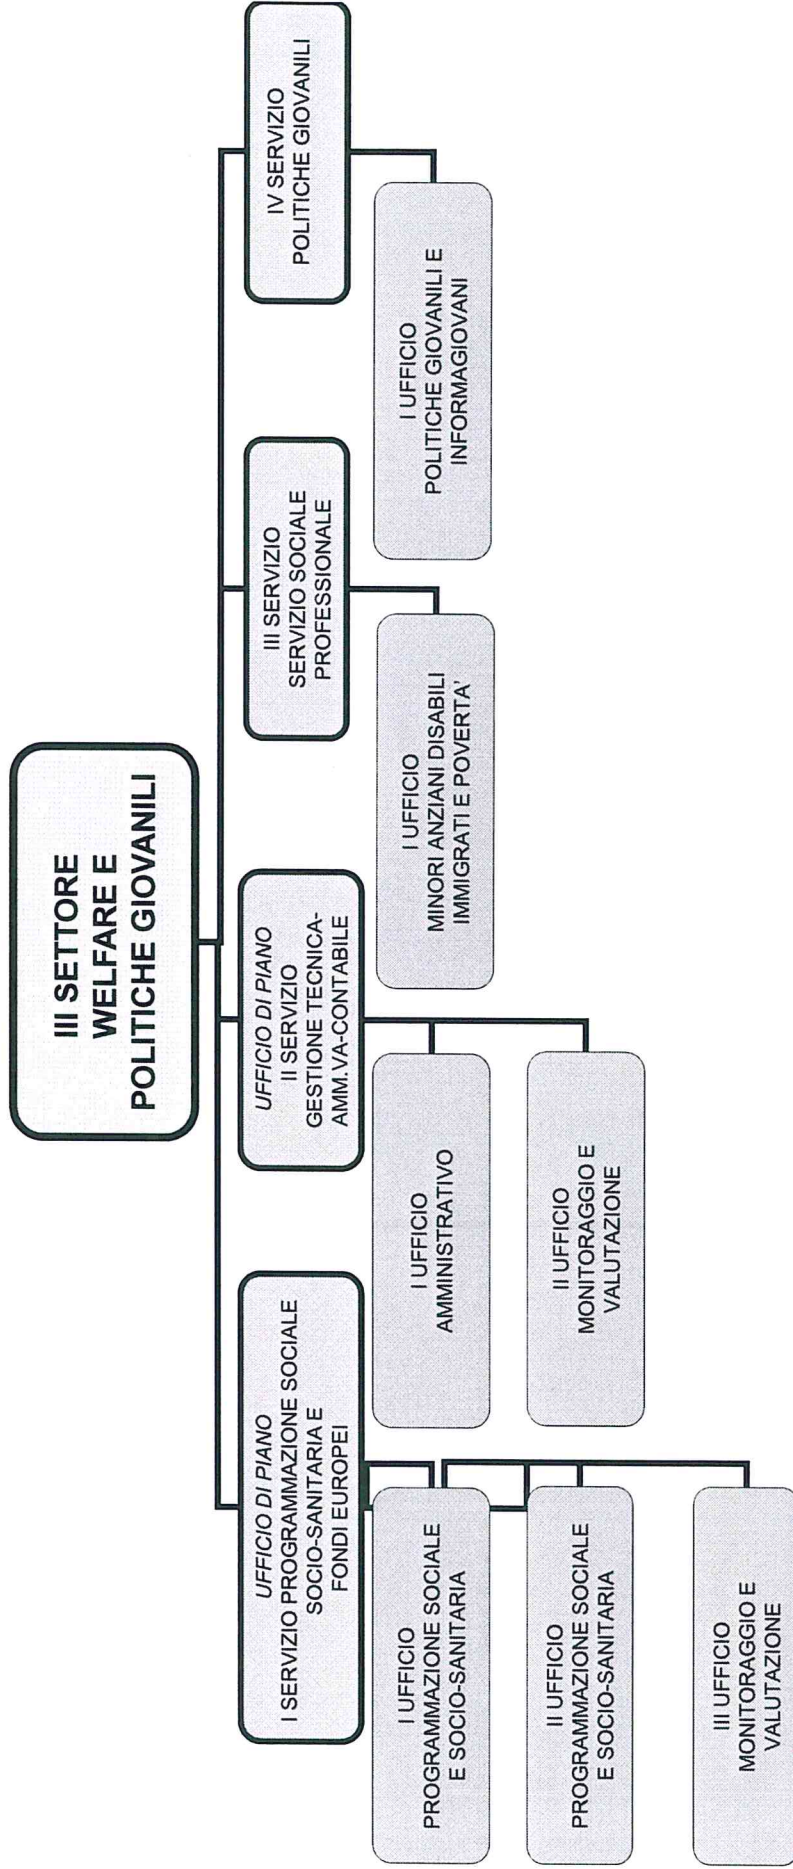 III SETTORE
WELFARE E
POLITICHE GIOVANILI
UFFICIO DI PIANO
I SERVIZIO PROGRAMMAZIONE SOCIALE
SOCIO-SANITARIA E
FONDI EUROPEI
I UFFICIO
PROGRAMMAZIONE SOCIALE
E SOCIO-SANITARIA
II UFFICIO
PROGRAMMAZIONE SOCIALE
E SOCIO-SANITARIA
III UFFICIO
MONITORAGGIO E
VALUTAZIONE
UFFICIO DI PIANO
II SERVIZIO
GESTIONE TECNICA-
AMM.VA-CONTABILE
I UFFICIO
AMMINISTRATIVO
II UFFICIO
MONITORAGGIO E
VALUTAZIONE
III SERVIZIO
SERVIZIO SOCIALE
PROFESSIONALE
I UFFICIO
MINORI ANZIANI DISABILI
IMMIGRATI E POVERTA'
IV SERVIZIO
POLITICHE GIOVANILI
I UFFICIO
POLITICHE GIOVANILI E
INFORMAGIOVANI